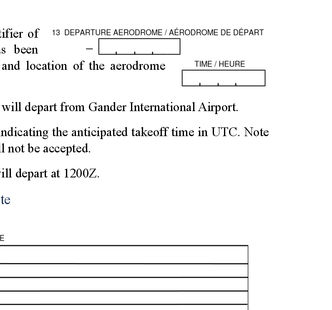 tifier of
13 DEPARTURE AERODROME / AÉRODROME DE DÉPART
s been
and location of the aerodrome
TIME / HEURE
will depart from Gander International Airport.
ndicating the anticipated takeoff time in UTC. Note
l not be accepted.
ill depart at 1200Z.
te
E